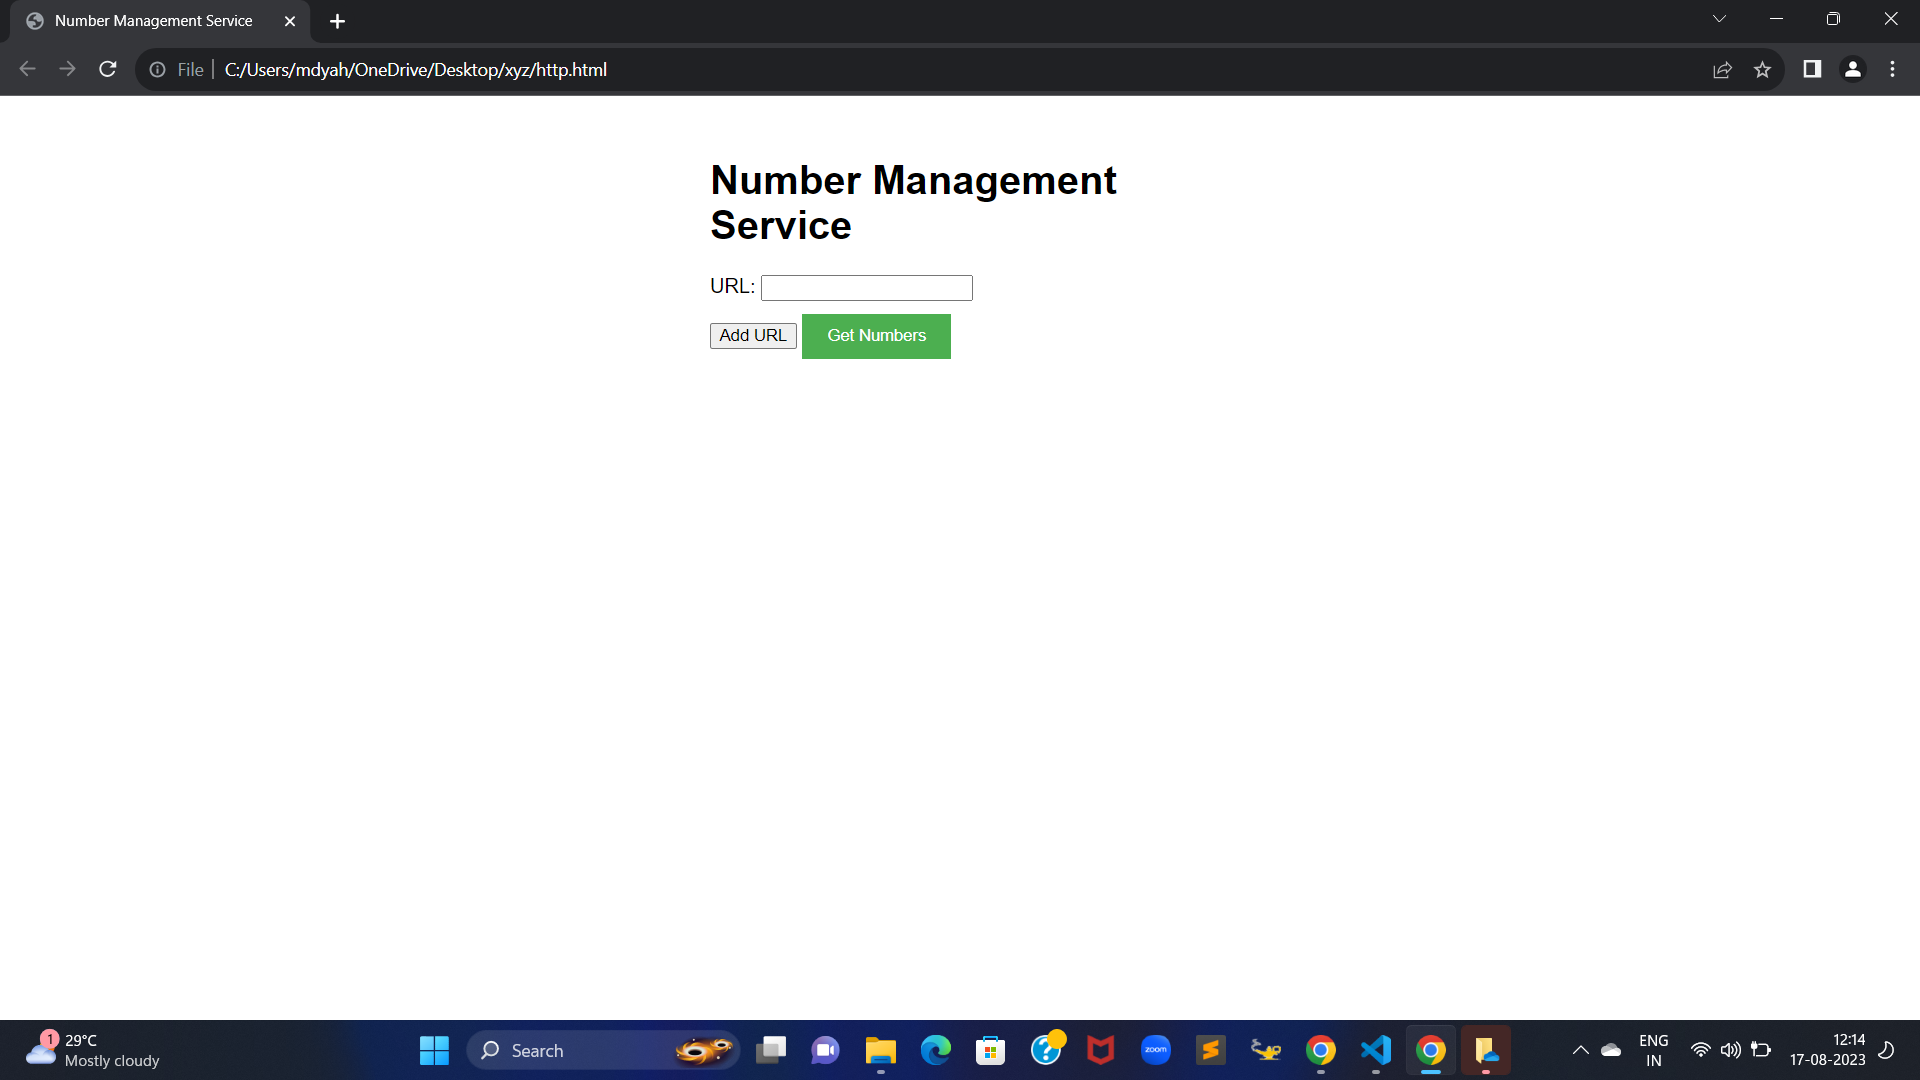 Number Management Service
File
C:/Users/mdyah/OneDrive/Desktop/xyz/http.html
Number Management
Service
URL:
Add URL
Get Numbers
1
29°C
Mostly cloudy
Search
zoom
ENG
IN
12:14
17-08-2023